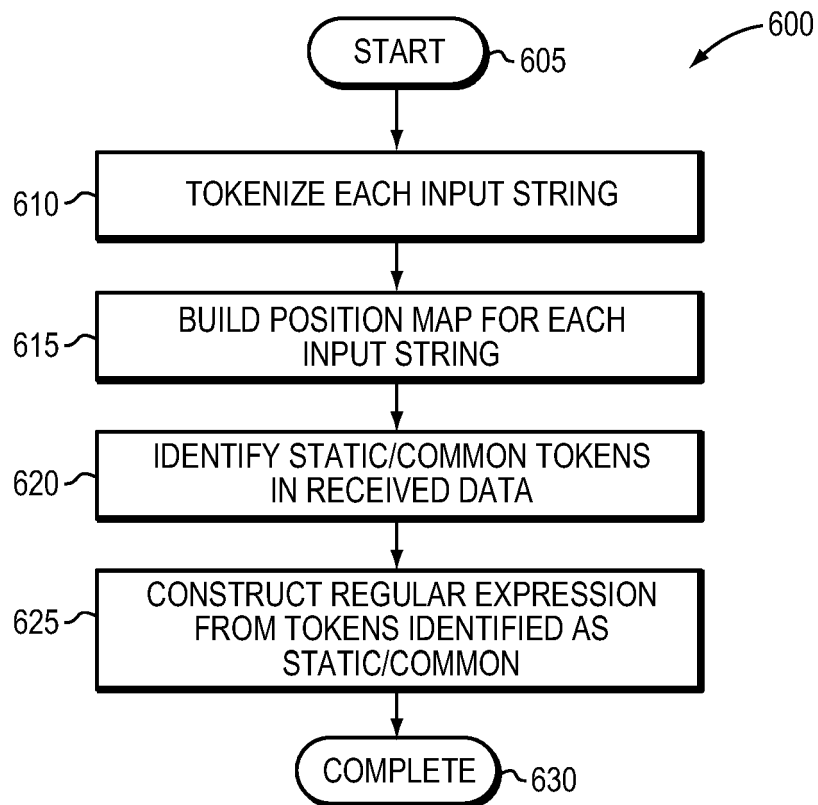 START
600
605
TOKENIZE EACH INPUT STRING
610
BUILD POSITION MAP FOR EACH
INPUT STRING
615
IDENTIFY STATIC/COMMON TOKENS
IN RECEIVED DATA
620
CONSTRUCT REGULAR EXPRESSION
FROM TOKENS IDENTIFIED AS
STATIC/COMMON
625
COMPLETE
630